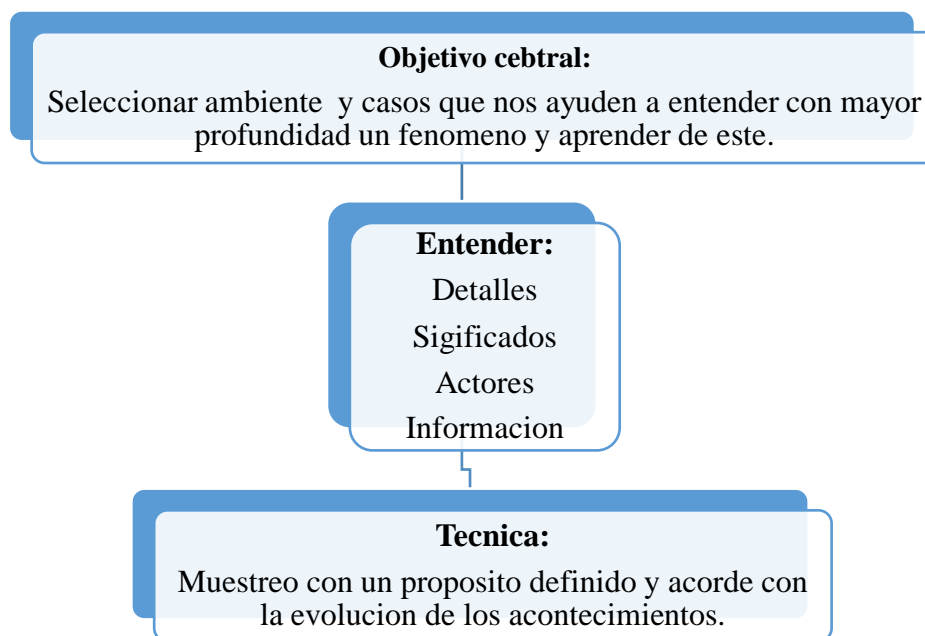 Objetivo cebtral:
Seleccionar ambiente y casos que nos ayuden a entender con mayor
profundidad un fenomeno y aprender de este.
Entender:
Detalles
Sigificados
Actores
Informacion
Tecnica:
Muestreo con un proposito definido y acorde con
la evolucion de los acontecimientos.